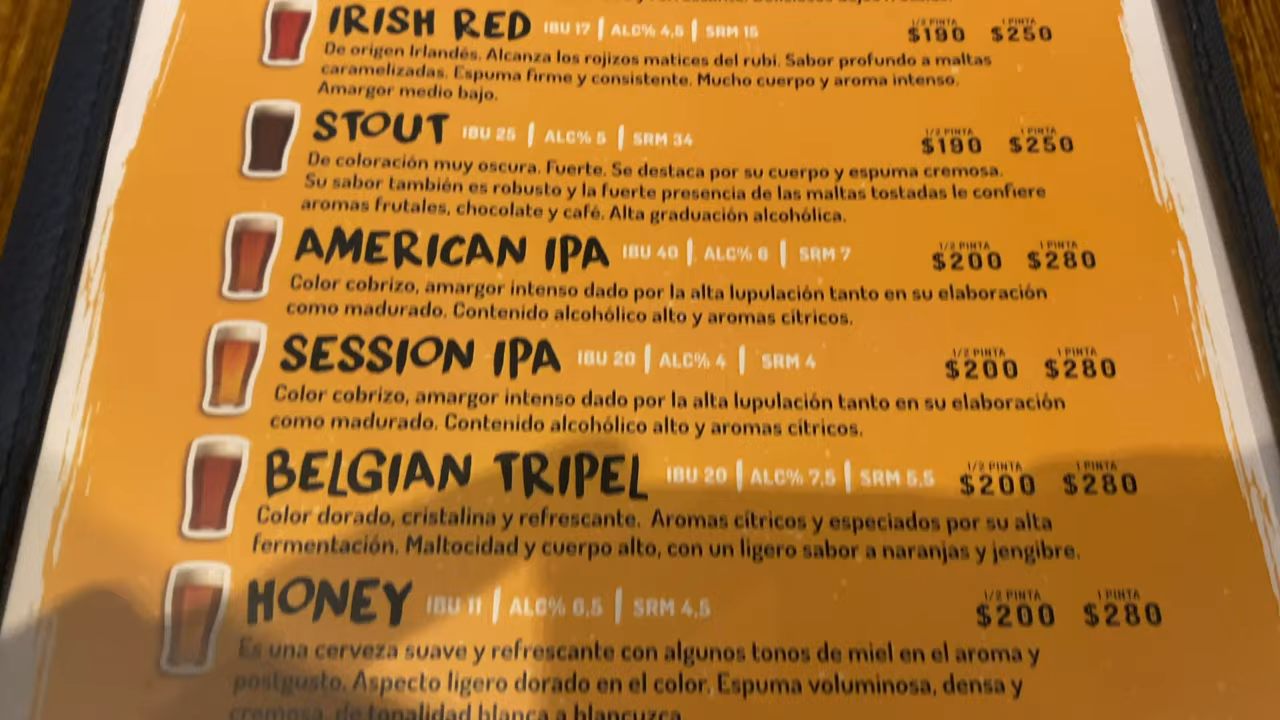 IRISH RED IBU 17 | ALC% 4,5 | SRM 15 1/2 PINTA $190 1 PINTA $250
De origen Irlandés. Alcanza los rojizos matices del rubí. Sabor profundo a maltas
caramelizadas. Espuma firme y consistente. Mucho cuerpo y aroma intenso.
Amargor medio bajo.
STOUT IBU 25 | ALC% 5 | SRM 34 1/2 PINTA $190 1 PINTA $250
De coloración muy oscura. Fuerte. Se destaca por su cuerpo y espuma cremosa.
Su sabor también es robusto y la fuerte presencia de las maltas tostadas le confiere
aromas frutales, chocolate y café. Alta graduación alcohólica.
AMERICAN IPA IBU 40 | ALC% 6 | SRM 7 1/2 PINTA $200 1 PINTA $280
Color cobrizo, amargor intenso dado por la alta lupulación tanto en su elaboración
como madurado. Contenido alcohólico alto y aromas cítricos.
SESSION IPA IBU 20 | ALC% 4 | SRM 4 1/2 PINTA $200 1 PINTA $280
Color cobrizo, amargor intenso dado por la alta lupulación tanto en su elaboración
como madurado. Contenido alcohólico alto y aromas cítricos.
BELGIAN TRIPEL IBU 20 | ALC% 7,5 | SRM 5,5 1/2 PINTA $200 1 PINTA $280
Color dorado, cristalina y refrescante. Aromas cítricos y especiados por su alta
fermentación. Maltocidad y cuerpo alto, con un ligero sabor a naranjas y jengibre.
HONEY IBU 11 | ALC% 6,5 | SRM 4,5 1/2 PINTA $200 1 PINTA $280
Es una cerveza suave y refrescante con algunos tonos de miel en el aroma y
postgusto. Aspecto ligero dorado en el color. Espuma voluminosa, densa y
cremosa, de tonalidad blanca a blancuzca